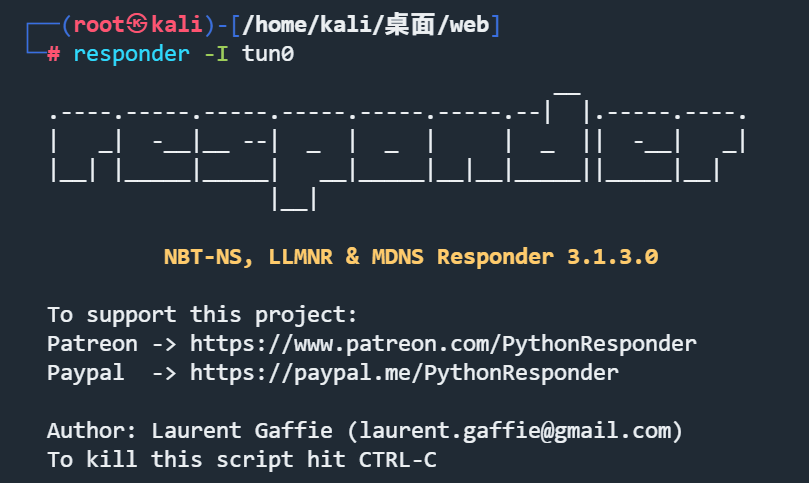 ┌──(root㉿kali)-[/home/kali/桌面/web]
└─# responder -I tun0
                                         __
  .----.-----.-----.-----.-----.-----.--|  |.-----.----.
  |   _|  -__|__ --|  _  |  _  |     |  _  ||  -__|   _|
  |__| |_____|_____|   __|_____|__|__|_____||_____|__|
                   |__|
NBT-NS, LLMNR & MDNS Responder 3.1.3.0
To support this project:
Patreon -> https://www.patreon.com/PythonResponder
Paypal  -> https://paypal.me/PythonResponder
Author: Laurent Gaffie (laurent.gaffie@gmail.com)
To kill this script hit CTRL-C